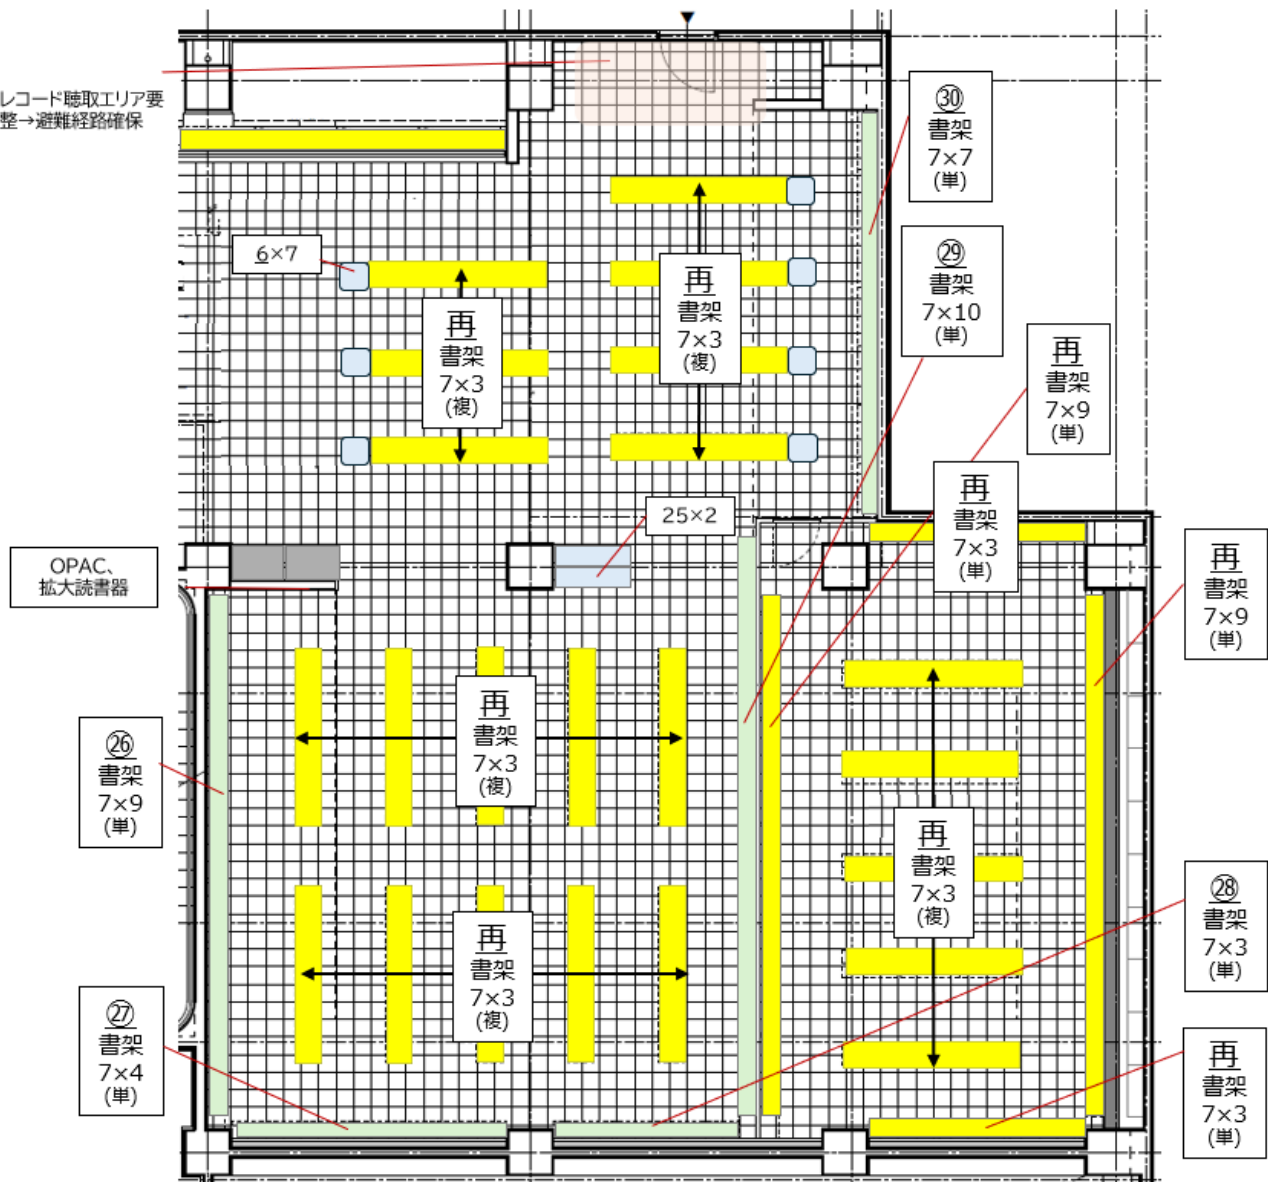 レコード聴取エリア要
整→避難経路確保
㉚
書架
7×7
(単)
6×7
再
書架
7×3
(複)
再
書架
7×3
(複)
㉙
書架
7×10
(単)
再
書架
7×9
(単)
再
書架
7×3
(単)
25×2
OPAC、
拡大読書器
再
書架
7×9
(単)
㉖
書架
7×9
(単)
再
書架
7×3
(複)
再
書架
7×3
(複)
㉘
書架
7×3
(単)
再
書架
7×3
(複)
㉗
書架
7×4
(単)
再
書架
7×3
(単)